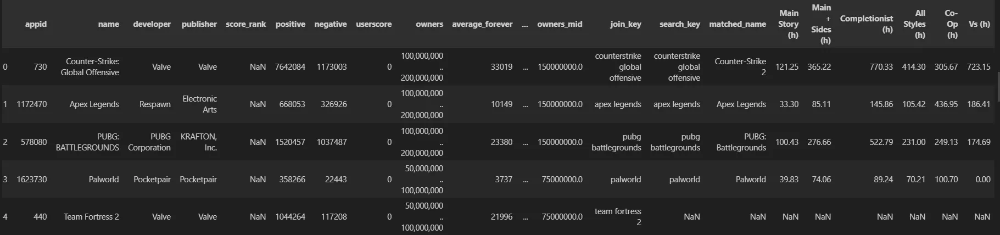 appid name developer publisher score_rank positive negative userscore owners average_forever ... owners_mid join_key search_key matched_name Main Story (h) Main + Sides (h) Completionist (h) All Styles (h) Co-Op (h) Vs (h)
0 730 Counter-Strike: Global Offensive Valve Valve NaN 7642084 1173003 0 100,000,000 .. 200,000,000 33019 ... 150000000.0 counterstrike global offensive counterstrike global offensive Counter-Strike 2 121.25 365.22 770.33 414.30 305.67 723.15
1 1172470 Apex Legends Respawn Electronic Arts NaN 668053 326926 0 100,000,000 .. 200,000,000 10149 ... 150000000.0 apex legends apex legends Apex Legends 33.30 85.11 145.86 105.42 436.95 186.41
2 578080 PUBG: BATTLEGROUNDS PUBG Corporation KRAFTON, Inc. NaN 1520457 1037487 0 100,000,000 .. 200,000,000 23380 ... 150000000.0 pubg battlegrounds pubg battlegrounds PUBG: Battlegrounds 100.43 276.66 522.79 231.00 249.13 174.69
3 1623730 Palworld Pocketpair Pocketpair NaN 358266 22443 0 50,000,000 .. 100,000,000 3737 ... 75000000.0 palworld palworld Palworld 39.83 74.06 89.24 70.21 100.70 0.00
4 440 Team Fortress 2 Valve Valve NaN 1044264 117208 0 50,000,000 .. 100,000,000 21996 ... 75000000.0 team fortress 2 NaN NaN NaN NaN NaN NaN NaN NaN